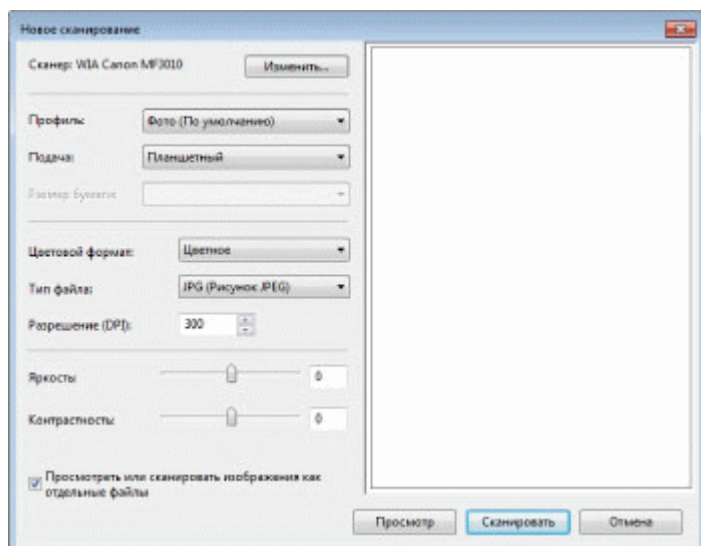 Новое сканирование
Сканер: WIA Canon MF3010
Изменить...
Профиль:
Фото (По умолчанию)
Подача:
Планшетный
Размер бумаги:
Цветовой формат:
Цветное
Тип файла:
JPG (Рисунок JPEG)
Разрешение (DPI):
300
Яркость:
0
Контрастность:
0
Просмотреть или сканировать изображения как
отдельные файлы
Просмотр
Сканировать
Отмена